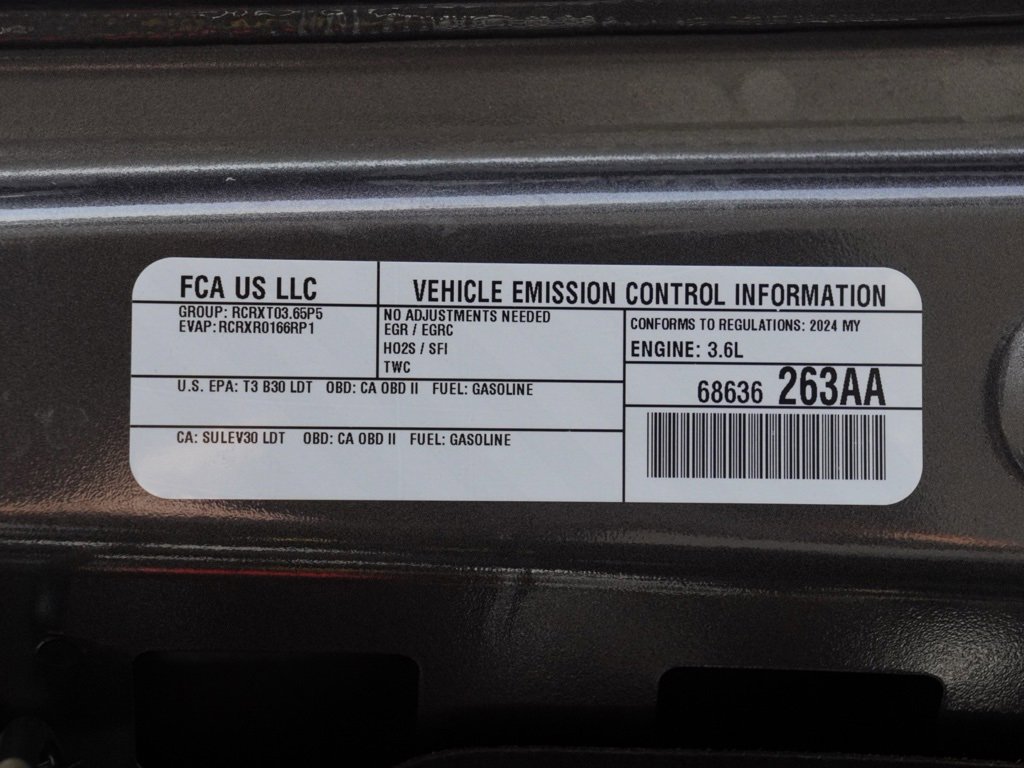 FCA US LLC
VEHICLE EMISSION CONTROL INFORMATION
GROUP: RCRXT03.65P5
EVAP:RCRXR0166RP1
NO ADJUSTMENTS NEEDED
EGR / EGRC
HO2S / SFI
TWC
CONFORMS TO REGULATIONS: 2024 MY
ENGINE: 3.6L
U.S. EPA: T3 B30 LDT OBD: CA OBD II FUEL: GASOLINE
68636 263AA
CA: SULEV30 LDT OBD: CA OBD II FUEL: GASOLINE